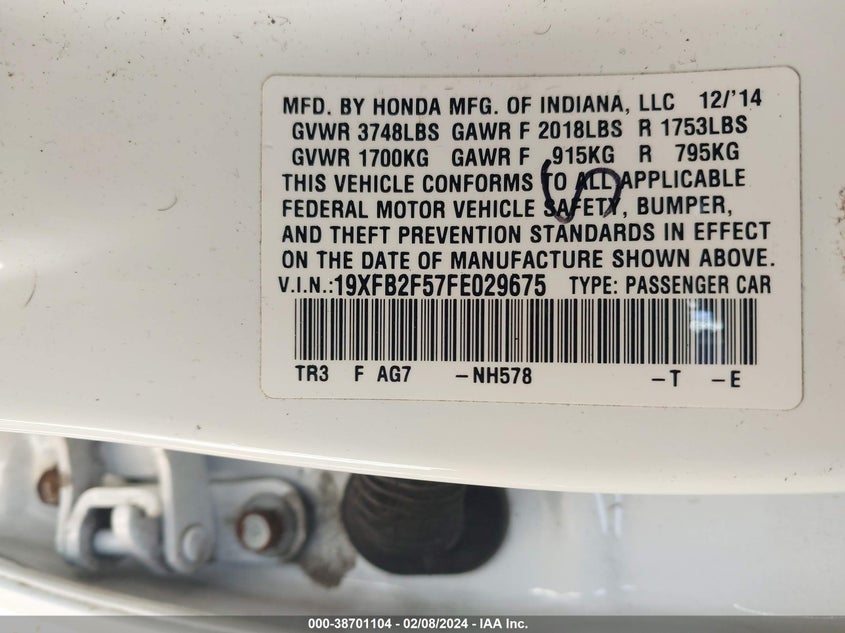 MFD. BY HONDA MFG. OF INDIANA, LLC 12/'14
GVWR 3748LBS GAWR F 2018LBS R 1753LBS
GVWR 1700KG GAWR F 915KG R 795KG
THIS VEHICLE CONFORMS TO ALL APPLICABLE
FEDERAL MOTOR VEHICLE SAFETY, BUMPER,
AND THEFT PREVENTION STANDARDS IN EFFECT
ON THE DATE OF MANUFACTURE SHOWN ABOVE.
V.I.N.:19XFB2F57FE029675 TYPE: PASSENGER CAR
TR3 F AG7 -NH578 -T -E
000-38701104 - 02/08/2024 - IAA Inc.